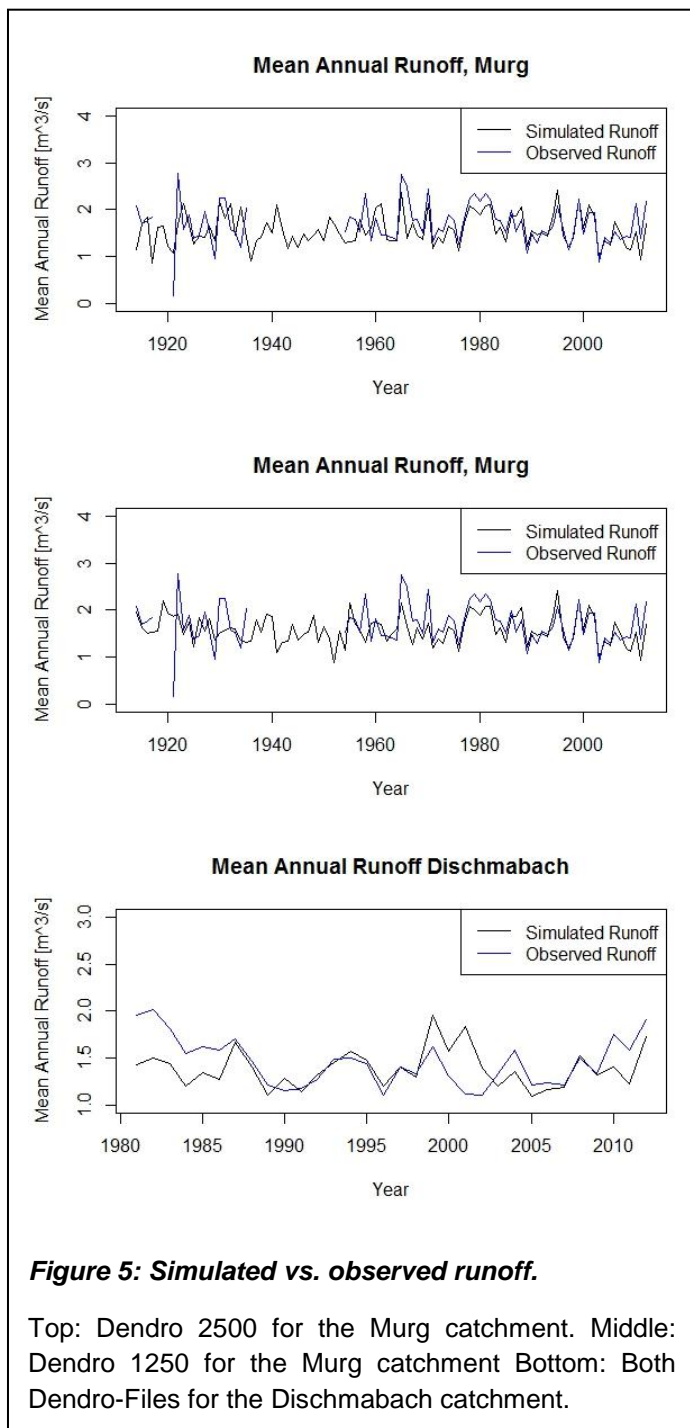 Mean Annual Runoff, Murg
Mean Annual Runoff [m^3/s]
4
3
2
1
0
Simulated Runoff
Observed Runoff
1920 1940 1960 1980 2000
Year
Mean Annual Runoff, Murg
Mean Annual Runoff [m^3/s]
4
3
2
1
0
Simulated Runoff
Observed Runoff
1920 1940 1960 1980 2000
Year
Mean Annual Runoff Dischmabach
Mean Annual Runoff [m^3/s]
3.0
2.5
2.0
1.5
1.0
Simulated Runoff
Observed Runoff
1980 1985 1990 1995 2000 2005 2010
Year
Figure 5: Simulated vs. observed runoff.
Top: Dendro 2500 for the Murg catchment. Middle:
Dendro 1250 for the Murg catchment Bottom: Both
Dendro-Files for the Dischmabach catchment.